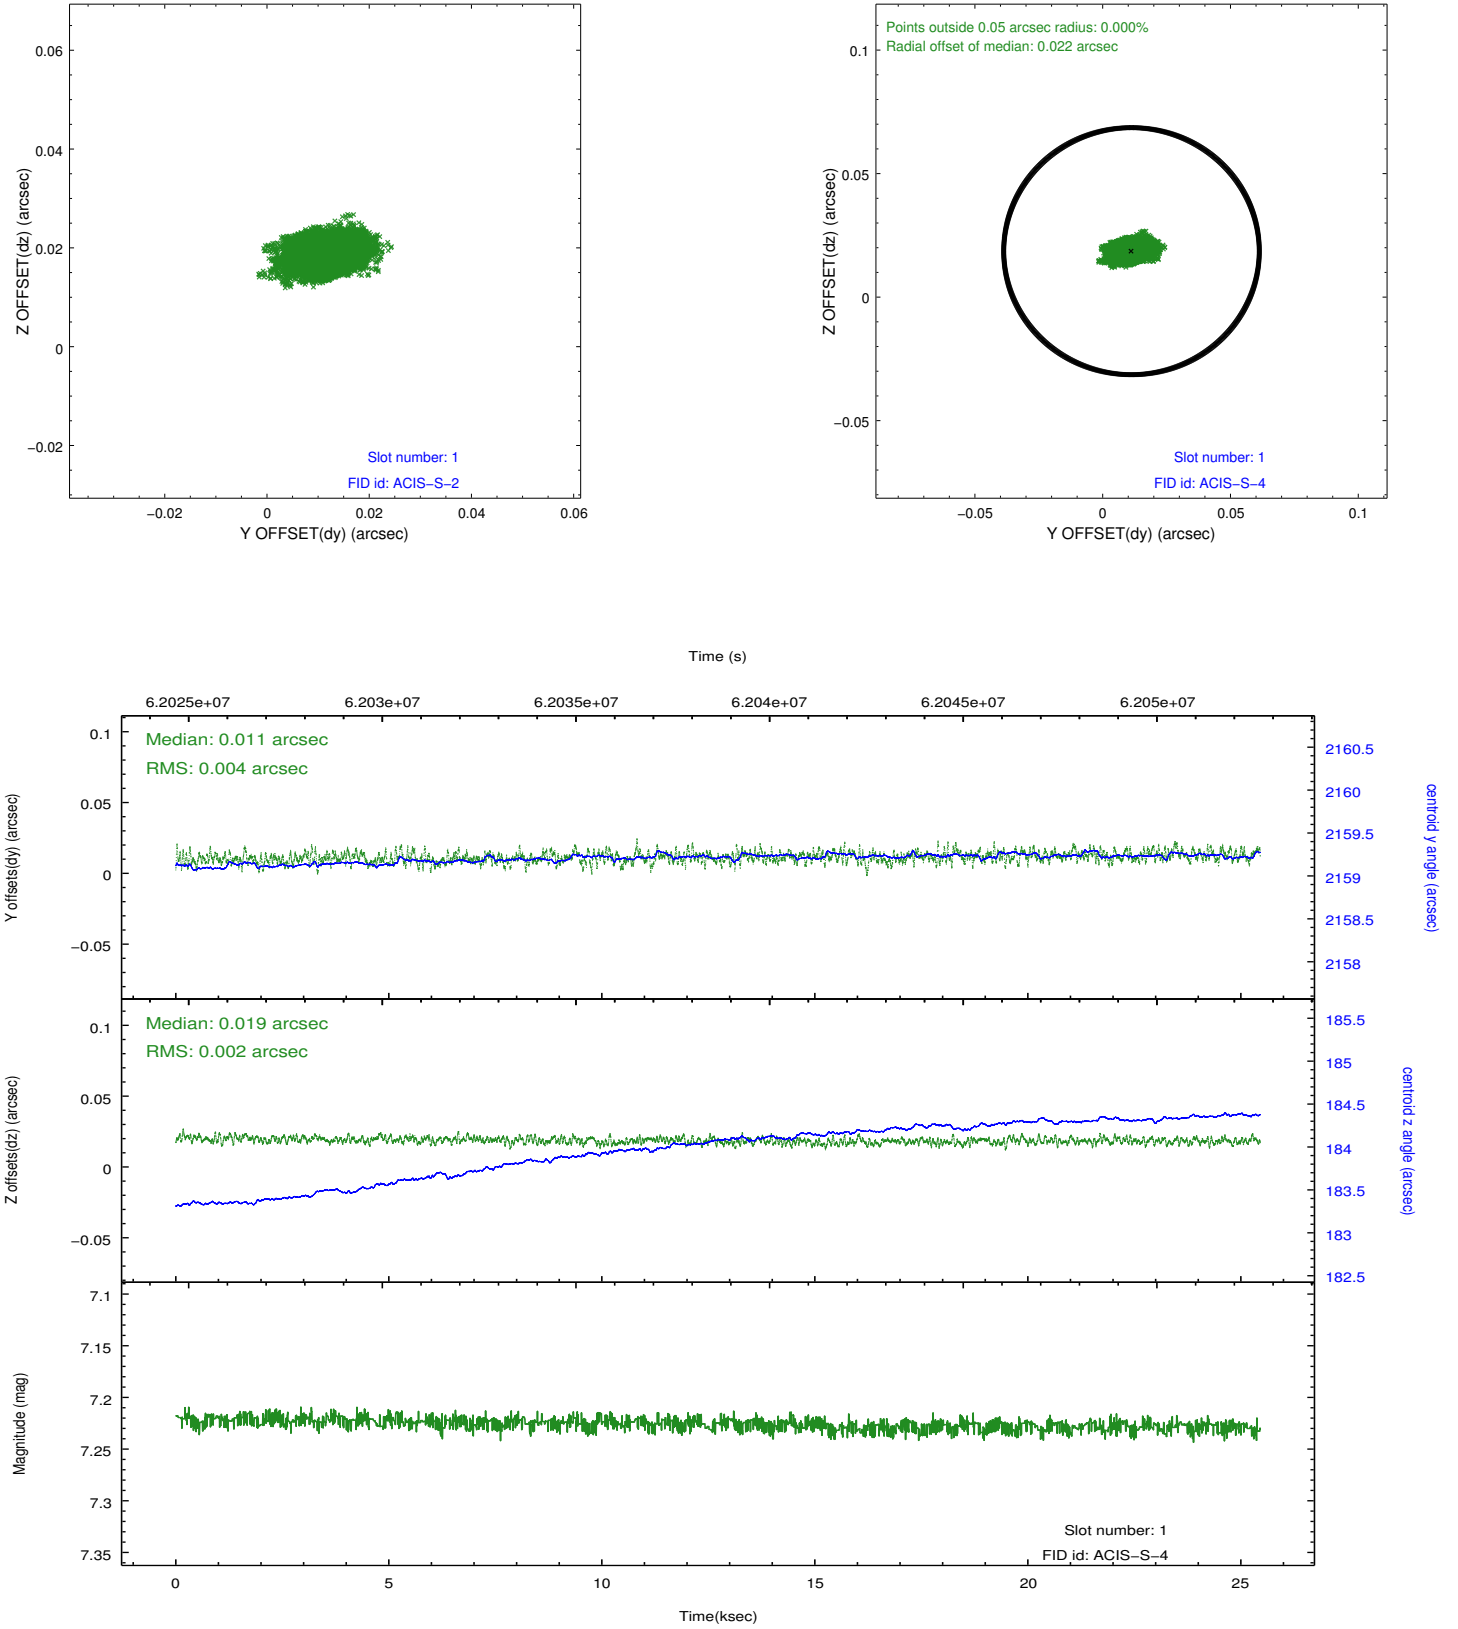 0.06
0.04
0.02
0
−0.02
Z OFFSET(dz) (arcsec)
Slot number: 1
FID id: ACIS−S−2
−0.02 0 0.02 0.04 0.06
Y OFFSET(dy) (arcsec)
Points outside 0.05 arcsec radius: 0.000%
Radial offset of median: 0.022 arcsec
0.1
0.05
0
−0.05
Z OFFSET(dz) (arcsec)
Slot number: 1
FID id: ACIS−S−4
−0.05 0 0.05 0.1
Y OFFSET(dy) (arcsec)
Time (s)
6.2025e+07 6.203e+07 6.2035e+07 6.204e+07 6.2045e+07 6.205e+07
Median: 0.011 arcsec
RMS: 0.004 arcsec
0.1
0.05
0
−0.05
Y offsets(dy) (arcsec)
2160.5
2160
2159.5
2159
2158.5
2158
centroid y angle (arcsec)
Median: 0.019 arcsec
RMS: 0.002 arcsec
0.1
0.05
0
−0.05
Z offsets(dz) (arcsec)
185.5
185
184.5
184
183.5
183
182.5
centroid z angle (arcsec)
7.1
7.15
7.2
7.25
7.3
7.35
Magnitude (mag)
Slot number: 1
FID id: ACIS−S−4
0 5 10 15 20 25
Time(ksec)